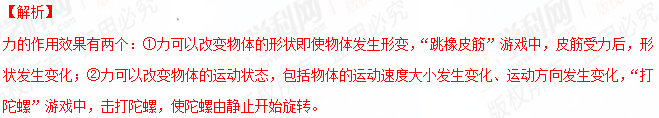 【解析】
力的作用效果有两个：①力可以改变物体的形状即使物体发生形变，“跳橡皮筋”游戏中，皮筋受力后，形
状发生变化；②力可以改变物体的运动状态，包括物体的运动速度大小发生变化、运动方向发生变化，“打
陀螺”游戏中，击打陀螺，使陀螺由静止开始旋转。